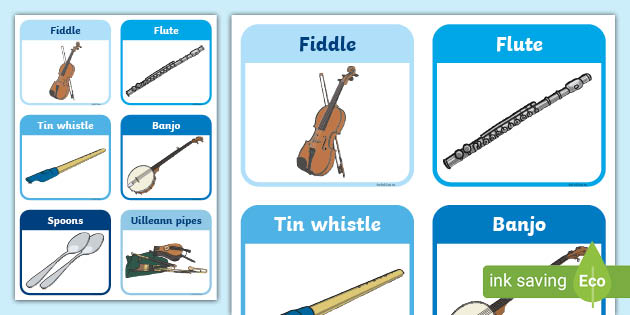 Fiddle
Flute
Tin whistle
Banjo
Spoons
Uilleann pipes
Fiddle
Flute
Tin whistle
Banjo
ink saving
Eco